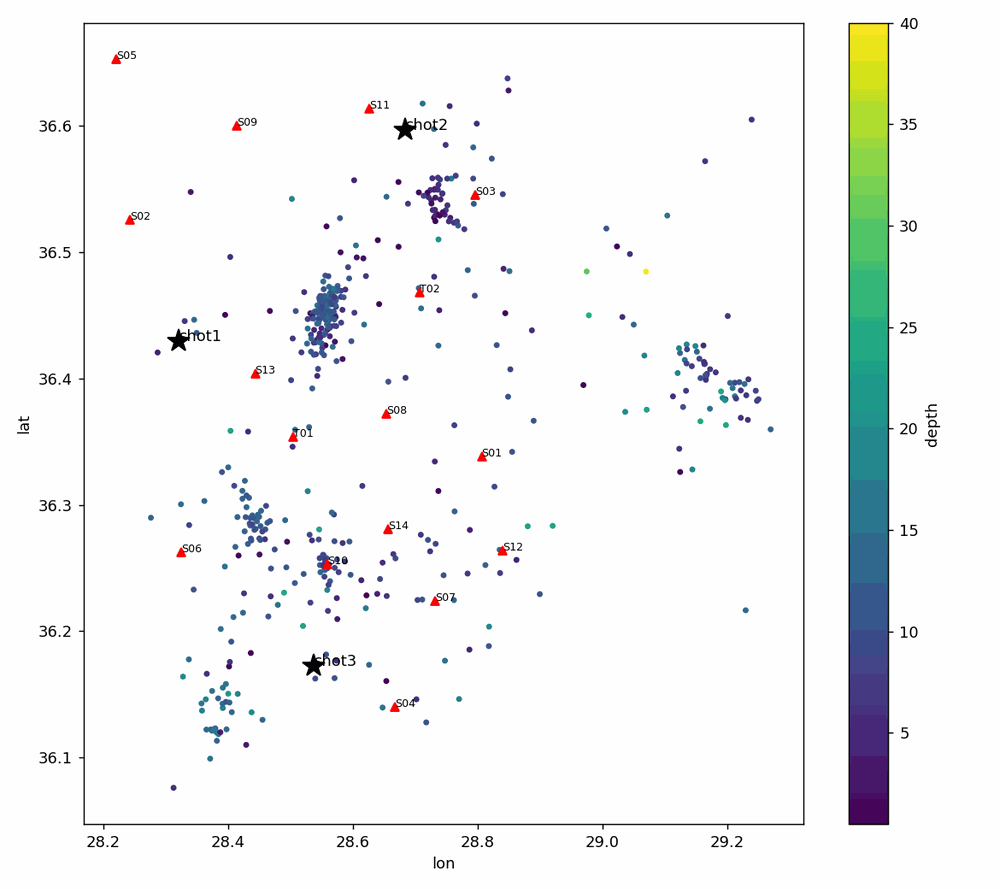 S05
S11
S09
shot2
S03
S02
T02
shot1
S13
S08
T01
S01
S14
S12
S06
S10
S07
shot3
S04
36.6
36.5
36.4
36.3
36.2
36.1
lat
28.2 28.4 28.6 28.8 29.0 29.2
lon
40
35
30
25
20
15
10
5
depth